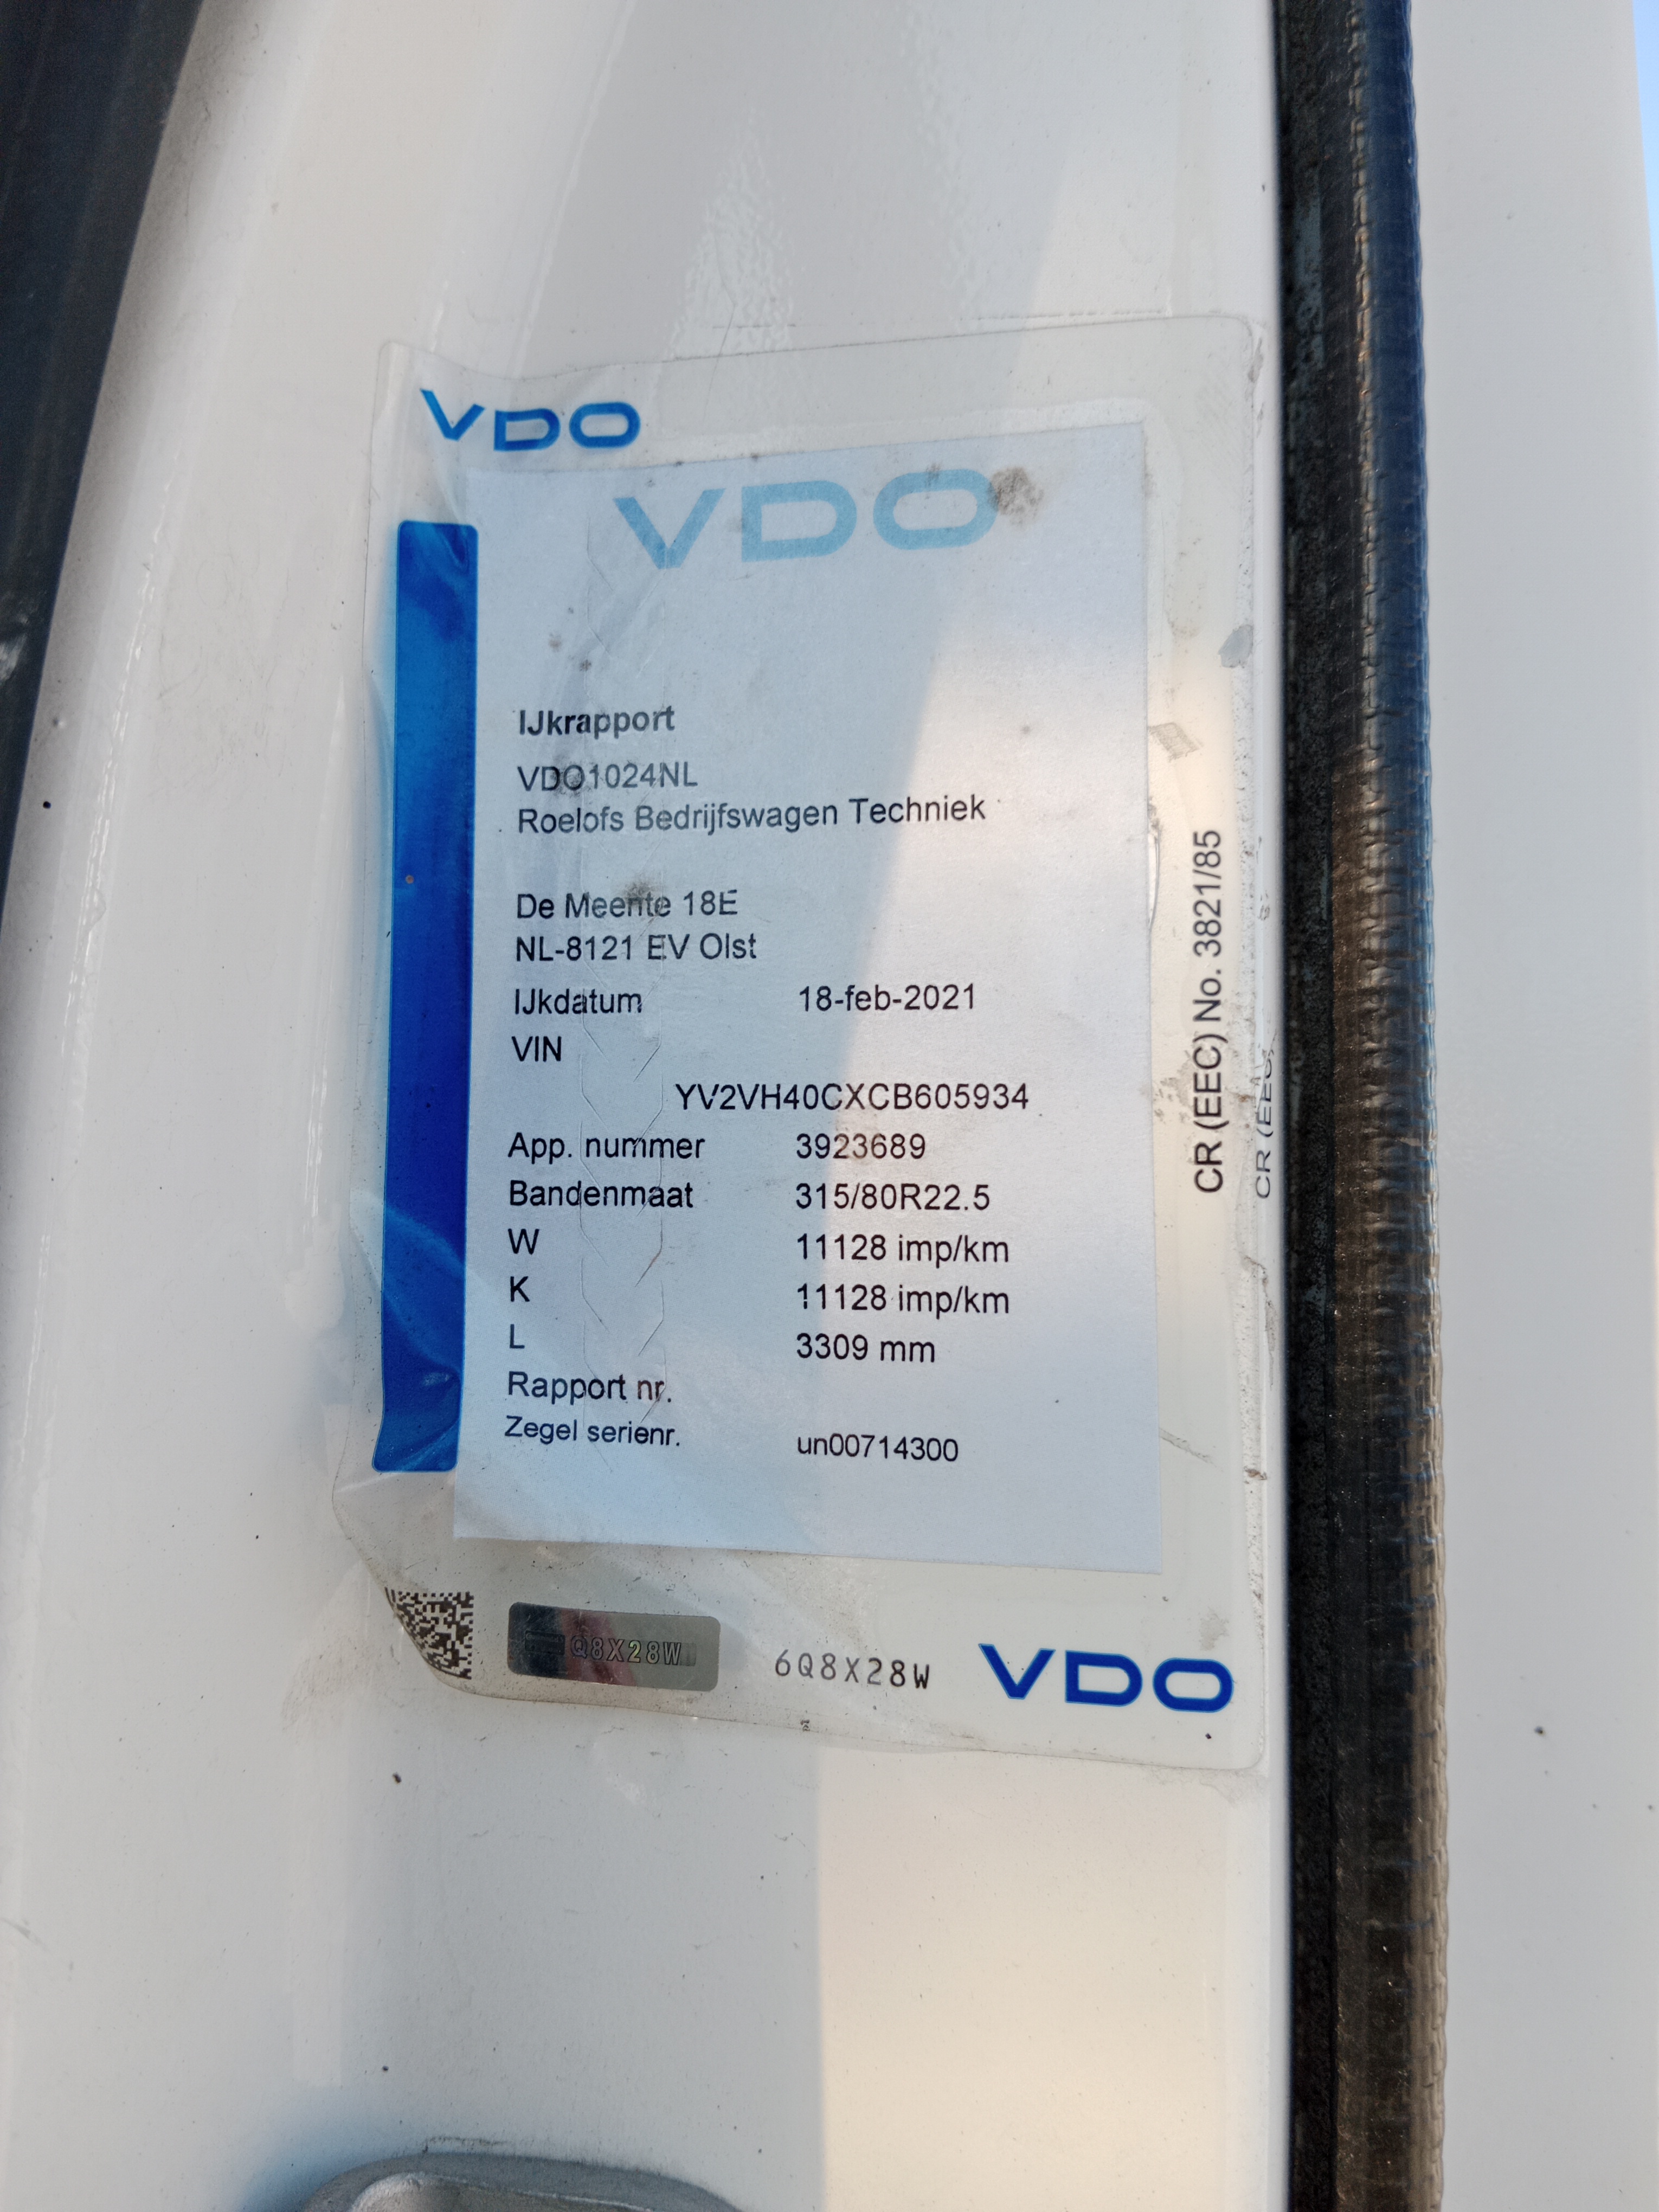 VDO
VDO
IJkrapport
VDO1024NL
Roelofs Bedrijfswagen Techniek
De Meente 18E
NL-8121 EV Olst
IJkdatum 18-feb-2021
VIN
YV2VH40CXCB605934
App. nummer 3923689
Bandenmaat 315/80R22.5
W 11128 imp/km
K 11128 imp/km
L 3309 mm
Rapport nr.
Zegel serienr. un00714300
CR (EEC) No. 3821/85
CR (EEC)
Q8X28W
6Q8X28W
VDO